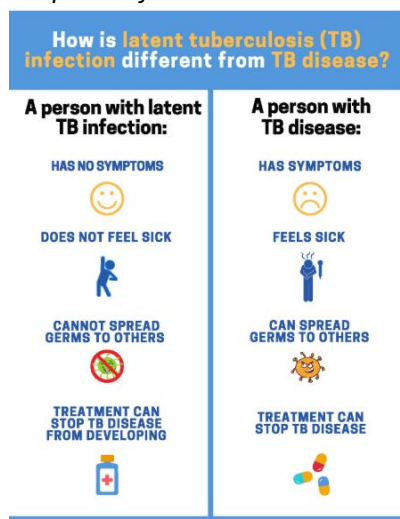 How is latent tuberculosis (TB)
infection different from TB disease?
A person with latent
TB infection:
HAS NO SYMPTOMS
DOES NOT FEEL SICK
CANNOT SPREAD
GERMS TO OTHERS
TREATMENT CAN
STOP TB DISEASE
FROM DEVELOPING
A person with
TB disease:
HAS SYMPTOMS
FEELS SICK
CAN SPREAD
GERMS TO OTHERS
TREATMENT CAN
STOP TB DISEASE